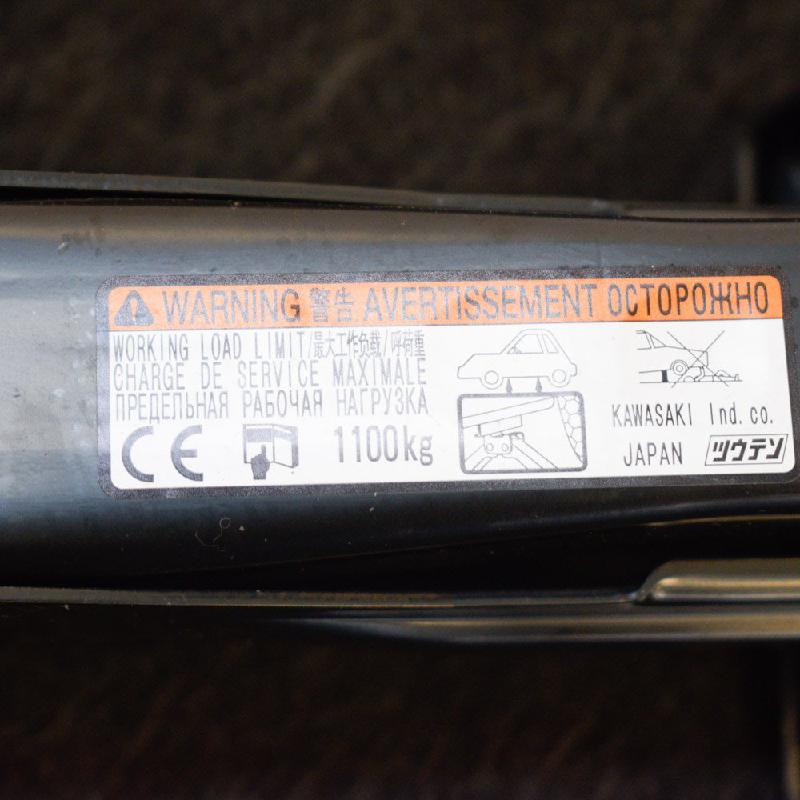 WARNING 警告 AVERTISSEMENT ОСТОРОЖНО
WORKING LOAD LIMIT/最大工作负载/呼荷重
CHARGE DE SERVICE MAXIMALE
ПРЕДЕЛЬНАЯ РАБОЧАЯ НАГРУЗКА
CE 1100kg
KAWASAKI Ind. co.
JAPAN ツウテン